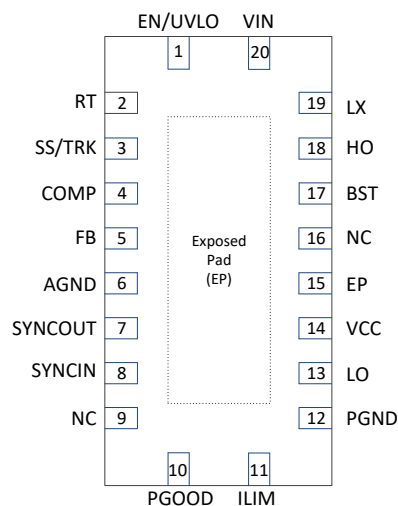 EN/UVLO VIN
1 20
RT 2 19 LX
SS/TRK 3 18 HO
COMP 4 17 BST
FB 5 16 NC
Exposed
Pad
(EP)
AGND 6 15 EP
SYNCOUT 7 14 VCC
SYNCIN 8 13 LO
NC 9 12 PGND
10 11
PGOOD ILIM